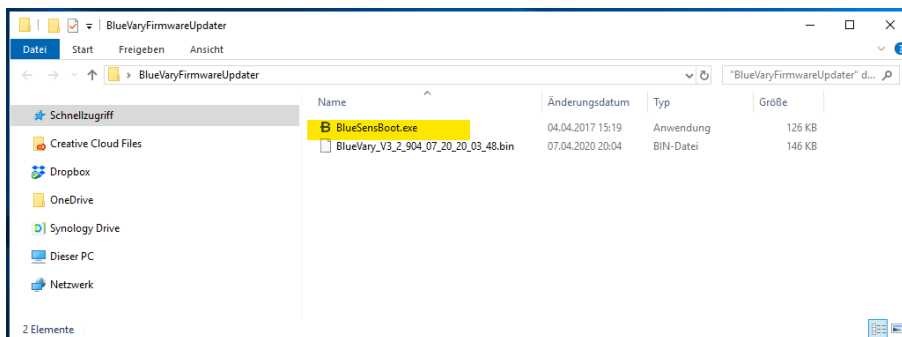 BlueVaryFirmwareUpdater
Datei Start Freigeben Ansicht
BlueVaryFirmwareUpdater
"BlueVaryFirmwareUpdater" d...
Name Änderungsdatum Typ Größe
Schnellzugriff
BlueSensBoot.exe 04.04.2017 15:19 Anwendung 126 KB
Creative Cloud Files
BlueVary_V3_2_904_07_20_20_03_48.bin 07.04.2020 20:04 BIN-Datei 146 KB
Dropbox
OneDrive
Synology Drive
Dieser PC
Netzwerk
2 Elemente